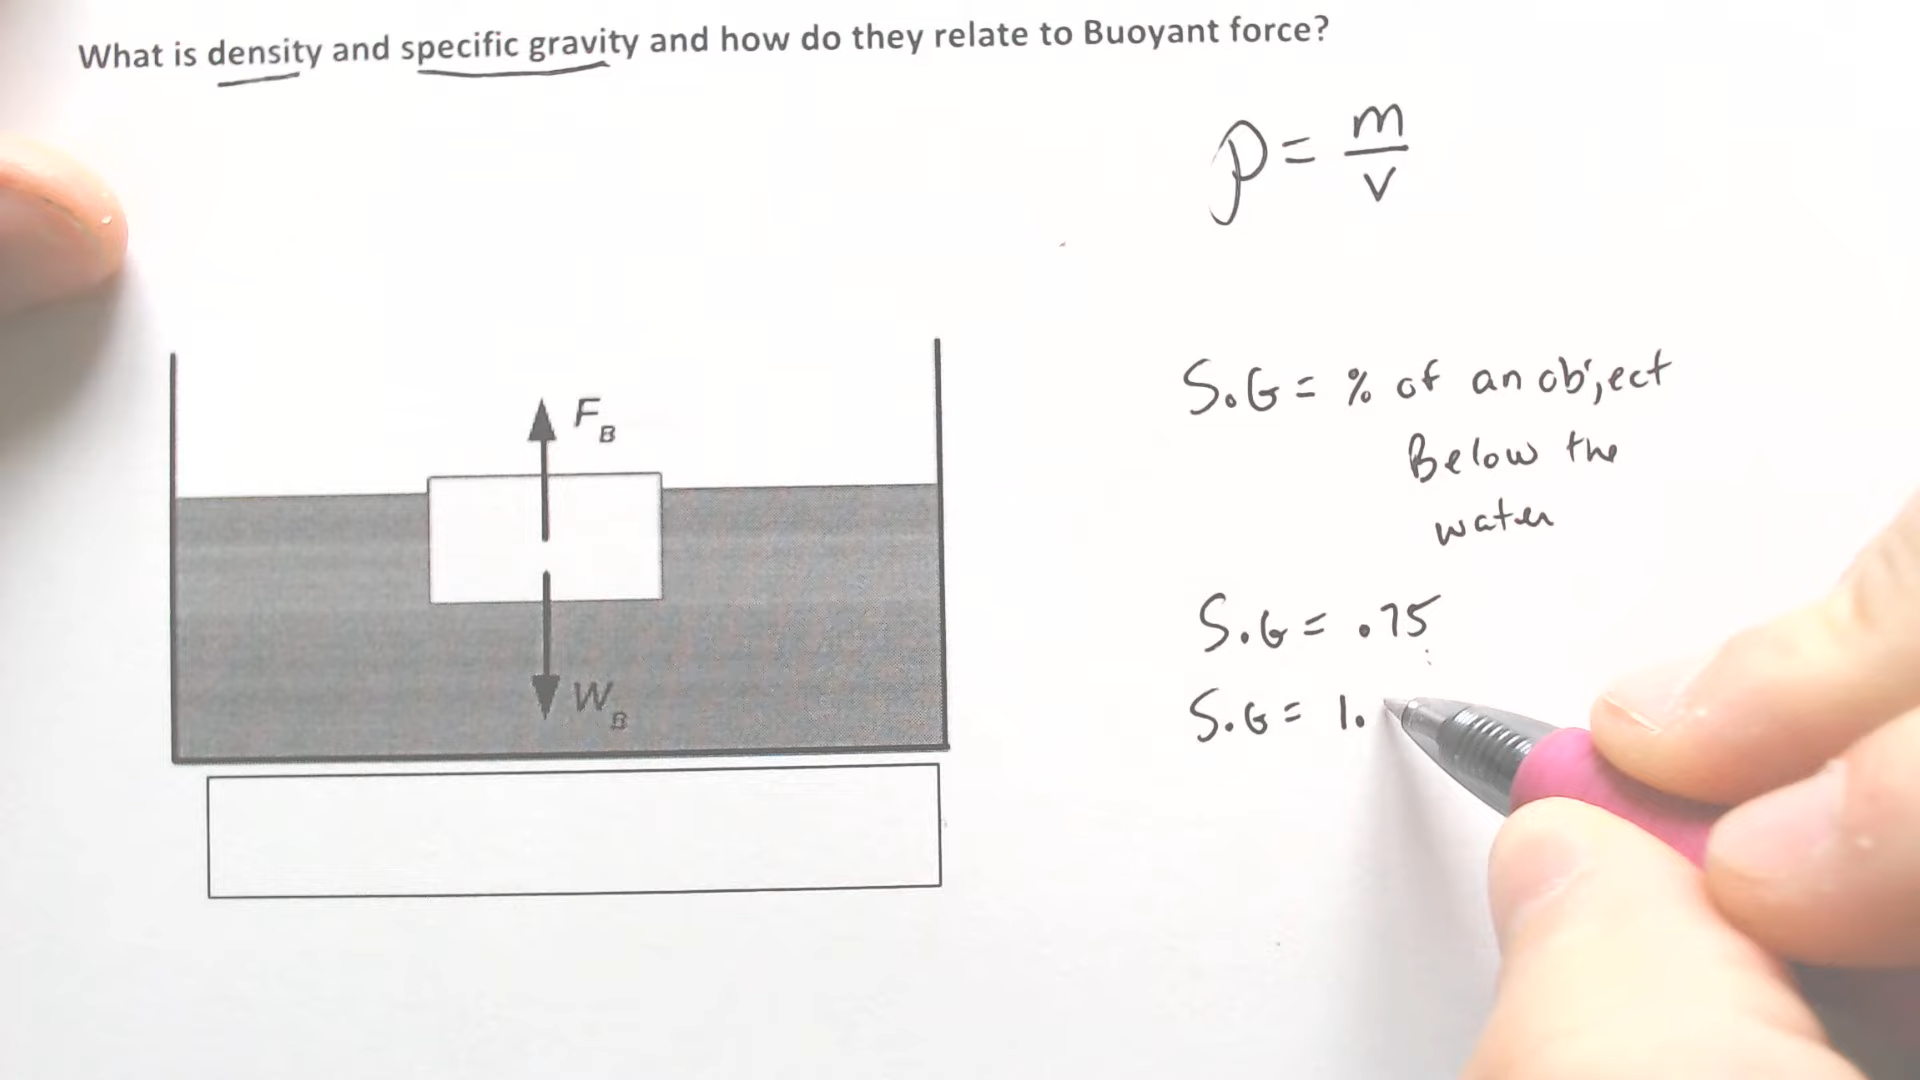 What is density and specific gravity and how do they relate to Buoyant force?
ρ = m/v
S.G = % of an object
Below the
water
S.G = .75
S.G = 1.
F_B
W_B